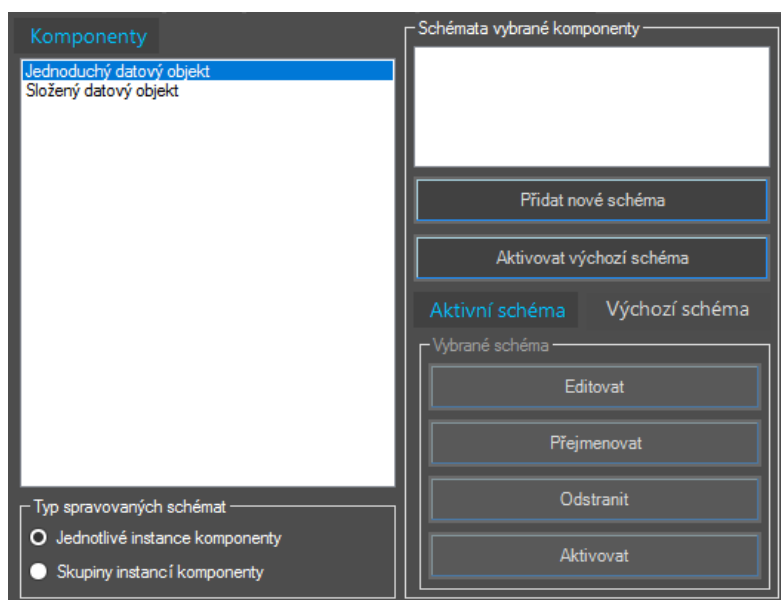 Komponenty
Jednoduchý datový objekt
Složený datový objekt
Typ spravovaných schémat
Jednotlivé instance komponenty
Skupiny instancí komponenty
Schémata vybrané komponenty
Přidat nové schéma
Aktivovat výchozí schéma
Aktivní schéma Výchozí schéma
Vybrané schéma
Editovat
Přejmenovat
Odstranit
Aktivovat